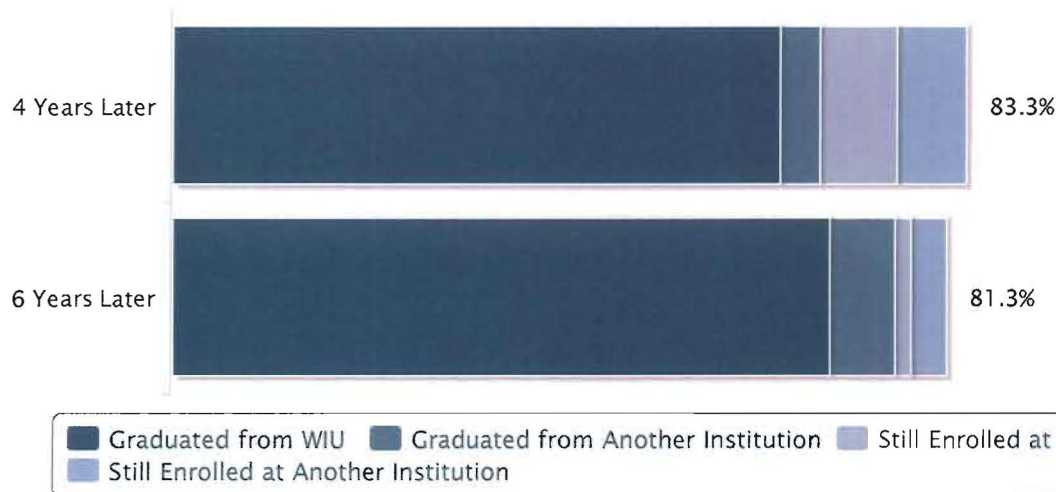 4 Years Later
83.3%
6 Years Later
81.3%
Graduated from WIU Graduated from Another Institution Still Enrolled at
Still Enrolled at Another Institution